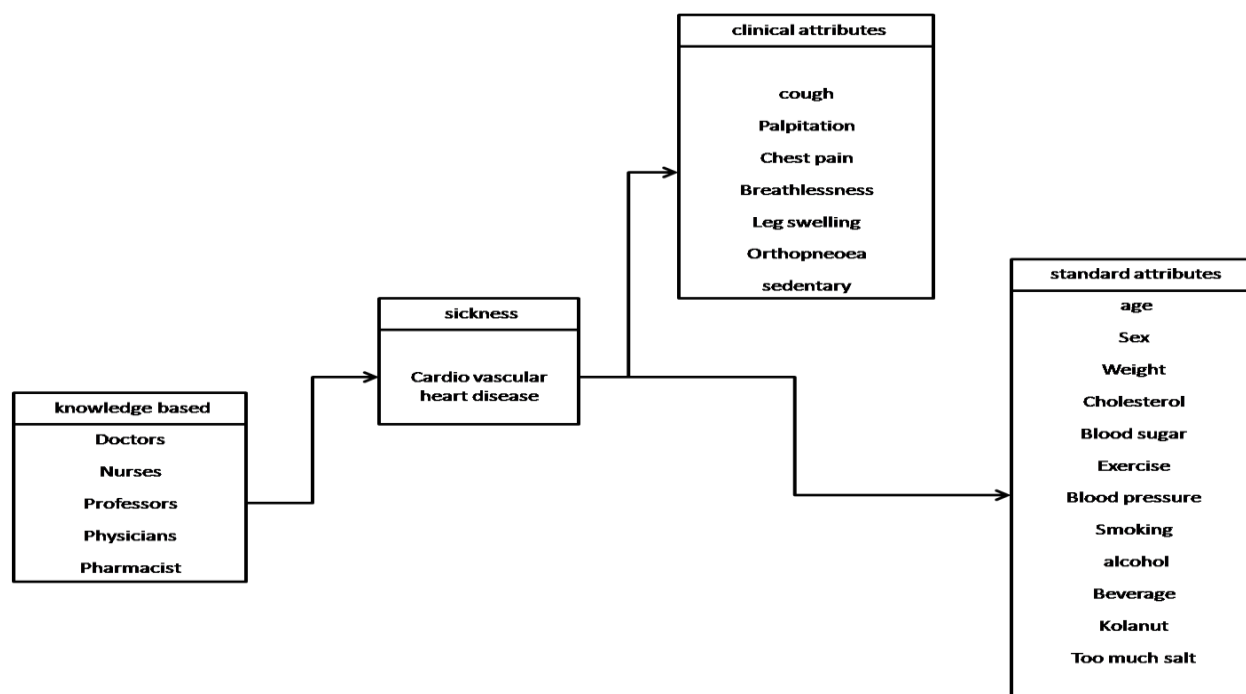 clinical attributes
cough
Palpitation
Chest pain
Breathlessness
Leg swelling
Orthopneoea
sedentary
standard attributes
age
Sex
Weight
Cholesterol
Blood sugar
Exercise
Blood pressure
Smoking
alcohol
Beverage
Kolanut
Too much salt
sickness
Cardio vascular
heart disease
knowledge based
Doctors
Nurses
Professors
Physicians
Pharmacist